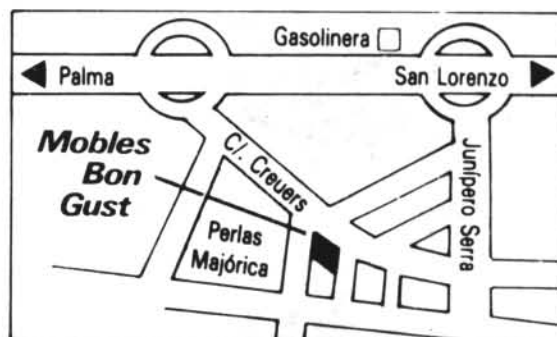 Gasolinera
Palma
San Lorenzo
Mobles
Bon
Gust
C/. Creuers
Junípero Serra
Perlas
Majórica